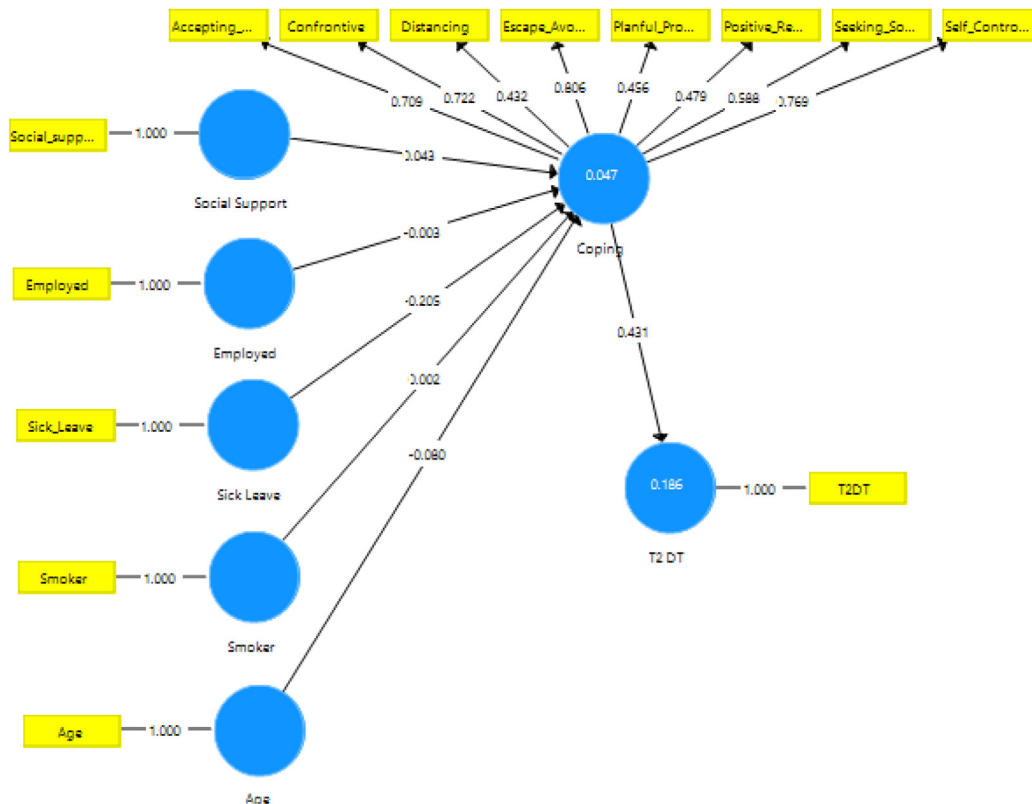 Accepting_... Confrontive Distancing Escape_Avo... Planful_Pro... Positive_Re... Seeking_So... Self_Contro...
0.709 0.722 0.432 0.806 0.456 0.479 0.588 0.769
Social_supp... 1.000 0.043
Social Support
0.047
Coping
-0.003
Employed 1.000
Employed
-0.205
0.431
0.002
Sick_Leave 1.000
Sick Leave
-0.080
0.186 1.000 T2DT
T2 DT
Smoker 1.000
Smoker
Age 1.000
Age